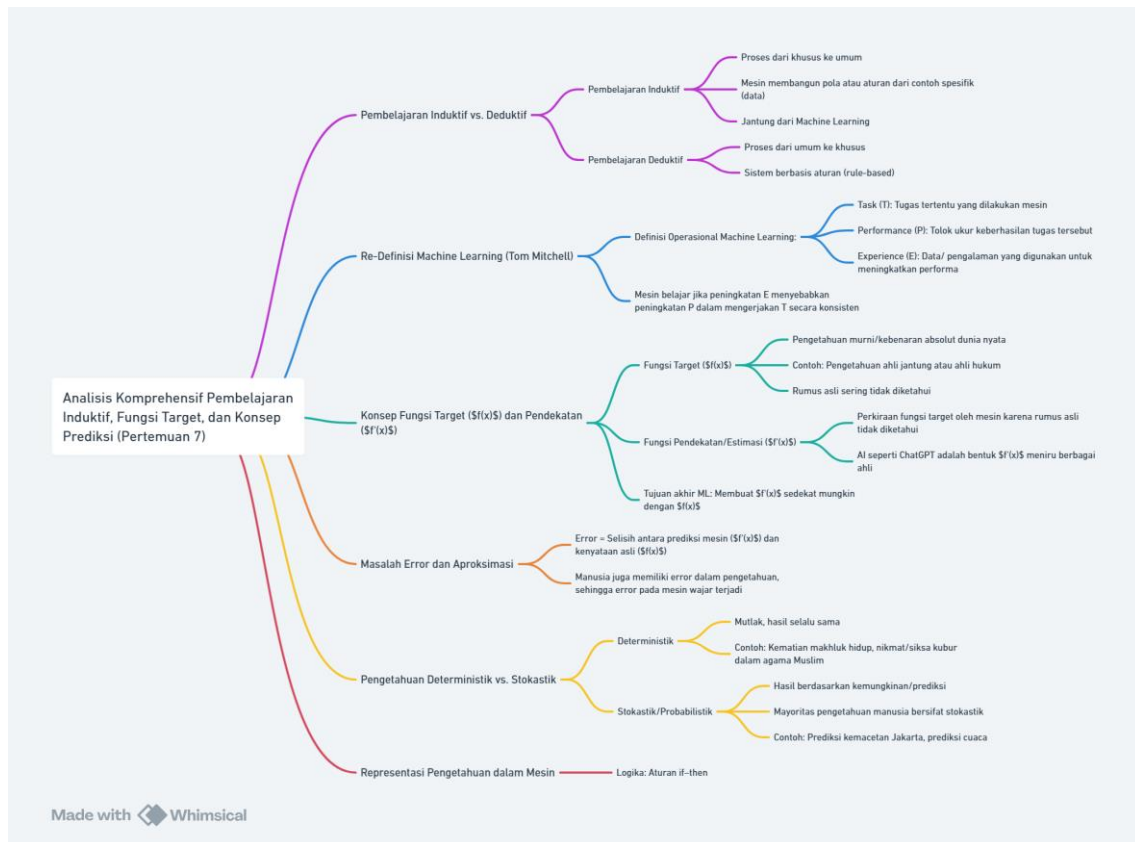 Analisis Komprehensif Pembelajaran
Induktif, Fungsi Target, dan Konsep
Prediksi (Pertemuan 7)
Pembelajaran Induktif vs. Deduktif
Pembelajaran Induktif
Proses dari khusus ke umum
Mesin membangun pola atau aturan dari contoh spesifik
(data)
Jantung dari Machine Learning
Pembelajaran Deduktif
Proses dari umum ke khusus
Sistem berbasis aturan (rule-based)
Re-Definisi Machine Learning (Tom Mitchell)
Definisi Operasional Machine Learning:
Task (T): Tugas tertentu yang dilakukan mesin
Performance (P): Tolok ukur keberhasilan tugas tersebut
Experience (E): Data/ pengalaman yang digunakan untuk
meningkatkan performa
Mesin belajar jika peningkatan E menyebabkan
peningkatan P dalam mengerjakan T secara konsisten
Konsep Fungsi Target ($f(x)$) dan Pendekatan
($f'(x)$)
Fungsi Target ($f(x)$)
Pengetahuan murni/kebenaran absolut dunia nyata
Contoh: Pengetahuan ahli jantung atau ahli hukum
Rumus asli sering tidak diketahui
Fungsi Pendekatan/Estimasi ($f'(x)$)
Perkiraan fungsi target oleh mesin karena rumus asli
tidak diketahui
AI seperti ChatGPT adalah bentuk $f'(x)$ meniru berbagai
ahli
Tujuan akhir ML: Membuat $f'(x)$ sedekat mungkin
dengan $f(x)$
Masalah Error dan Aproksimasi
Error = Selisih antara prediksi mesin ($f'(x)$) dan
kenyataan asli ($f(x)$)
Manusia juga memiliki error dalam pengetahuan,
sehingga error pada mesin wajar terjadi
Pengetahuan Deterministik vs. Stokastik
Deterministik
Mutlak, hasil selalu sama
Contoh: Kematian makhluk hidup, nikmat/siksa kubur
dalam agama Muslim
Stokastik/Probabilistik
Hasil berdasarkan kemungkinan/prediksi
Mayoritas pengetahuan manusia bersifat stokastik
Contoh: Prediksi kemacetan Jakarta, prediksi cuaca
Representasi Pengetahuan dalam Mesin
Logika: Aturan if-then
Made with Whimsical